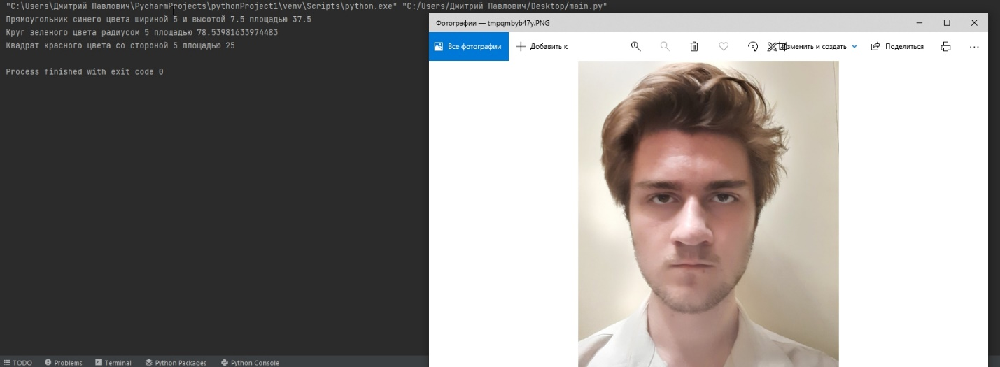 "C:\Users\Дмитрий Павлович\PycharmProjects\pythonProject1\venv\Scripts\python.exe" "C:/Users/Дмитрий Павлович/Desktop/main.py"
Прямоугольник синего цвета шириной 5 и высотой 7.5 площадью 37.5
Круг зеленого цвета радиусом 5 площадью 78.53981633974483
Квадрат красного цвета со стороной 5 площадью 25
Process finished with exit code 0
Фотографии — tmpqmbyb47y.PNG
Все фотографии Добавить к Изменить и создать Поделиться
TODO Problems Terminal Python Packages Python Console